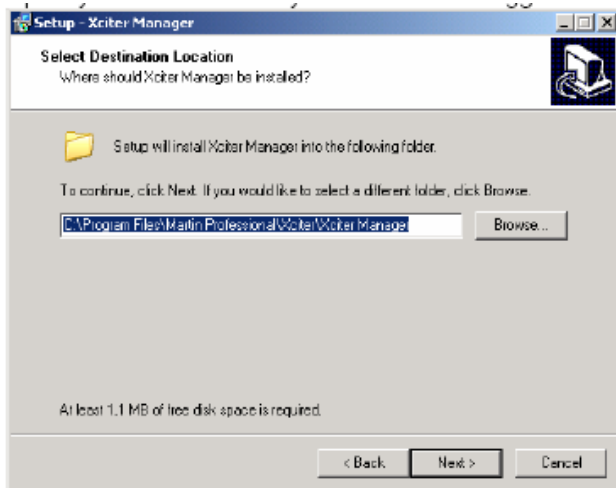 Setup - Xciter Manager
Select Destination Location
Where should Xciter Manager be installed?
Setup will install Xciter Manager into the following folder.
To continue, click Next. If you would like to select a different folder, click Browse.
C:\Program Files\Martin Professional\Xciter\Xciter Manager
Browse...
At least 1.1 MB of free disk space is required.
< Back
Next >
Cancel